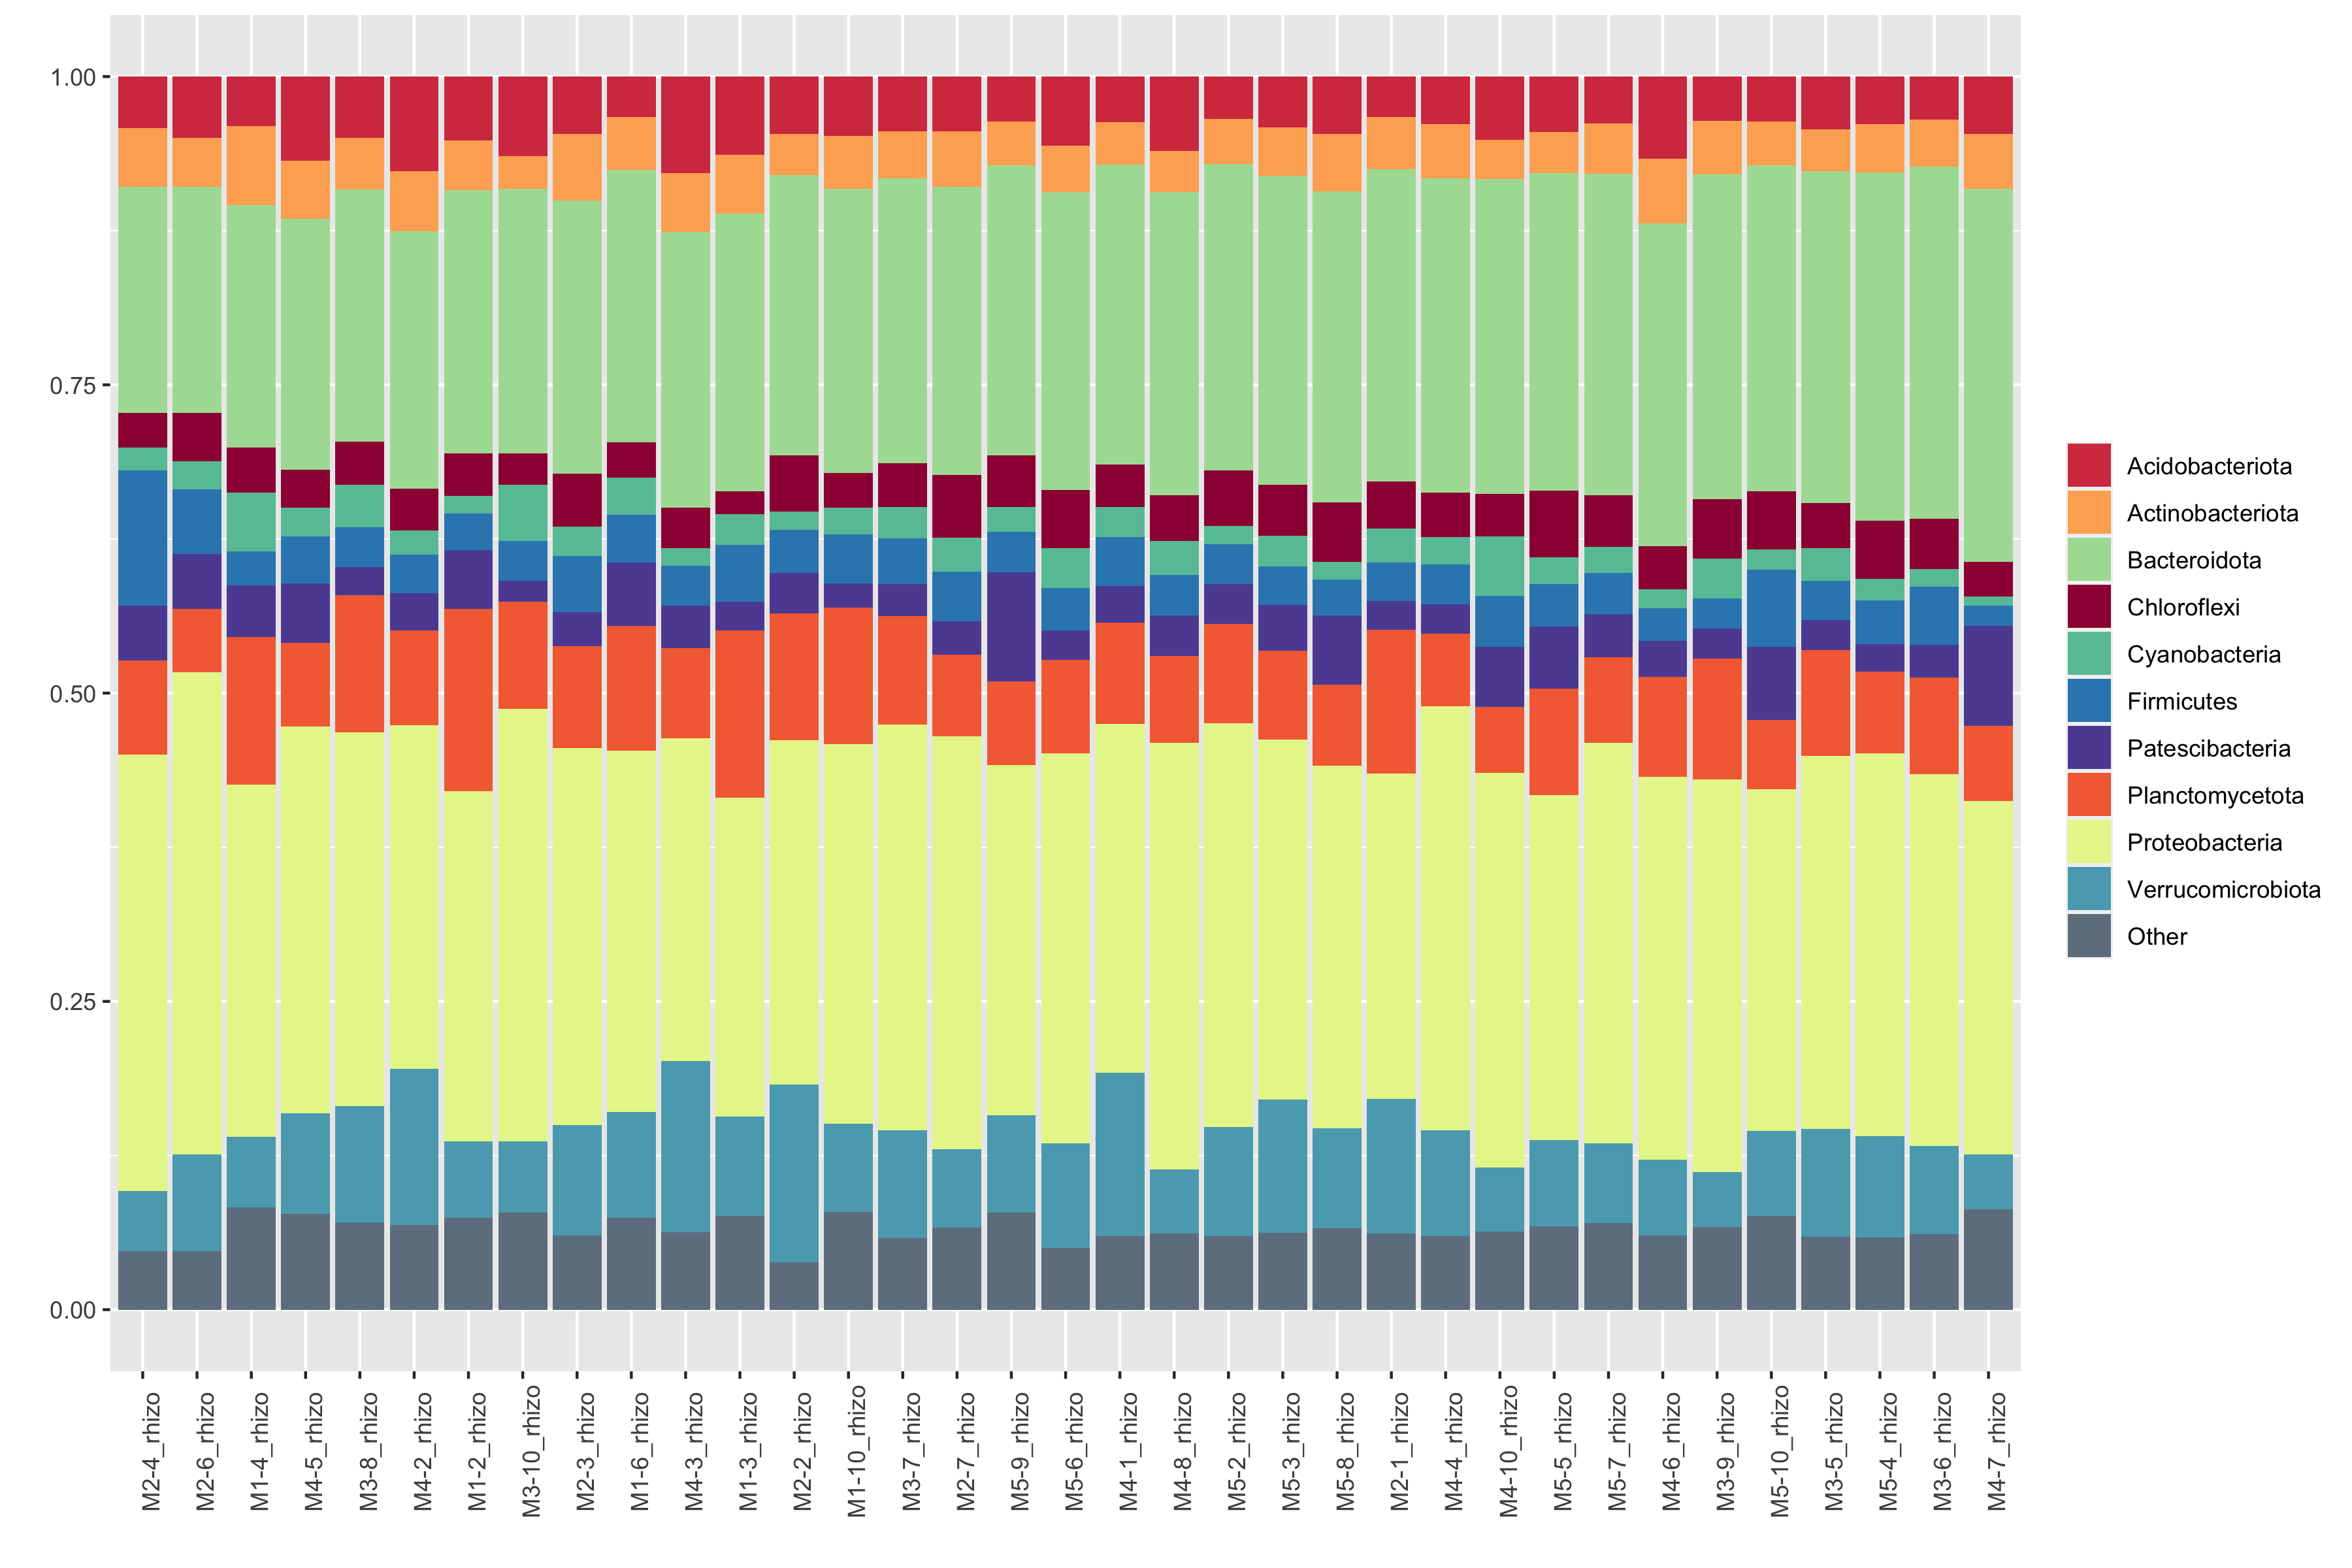 1.00
0.75
0.50
0.25
0.00
M2-4_rhizo
M2-6_rhizo
M1-4_rhizo
M4-5_rhizo
M3-8_rhizo
M4-2_rhizo
M1-2_rhizo
M3-10_rhizo
M2-3_rhizo
M1-6_rhizo
M4-3_rhizo
M1-3_rhizo
M2-2_rhizo
M1-10_rhizo
M3-7_rhizo
M2-7_rhizo
M5-9_rhizo
M5-6_rhizo
M4-1_rhizo
M4-8_rhizo
M5-2_rhizo
M5-3_rhizo
M5-8_rhizo
M2-1_rhizo
M4-4_rhizo
M4-10_rhizo
M5-5_rhizo
M5-7_rhizo
M4-6_rhizo
M3-9_rhizo
M5-10_rhizo
M3-5_rhizo
M5-4_rhizo
M3-6_rhizo
M4-7_rhizo
Acidobacteriota
Actinobacteriota
Bacteroidota
Chloroflexi
Cyanobacteria
Firmicutes
Patescibacteria
Planctomycetota
Proteobacteria
Verrucomicrobiota
Other